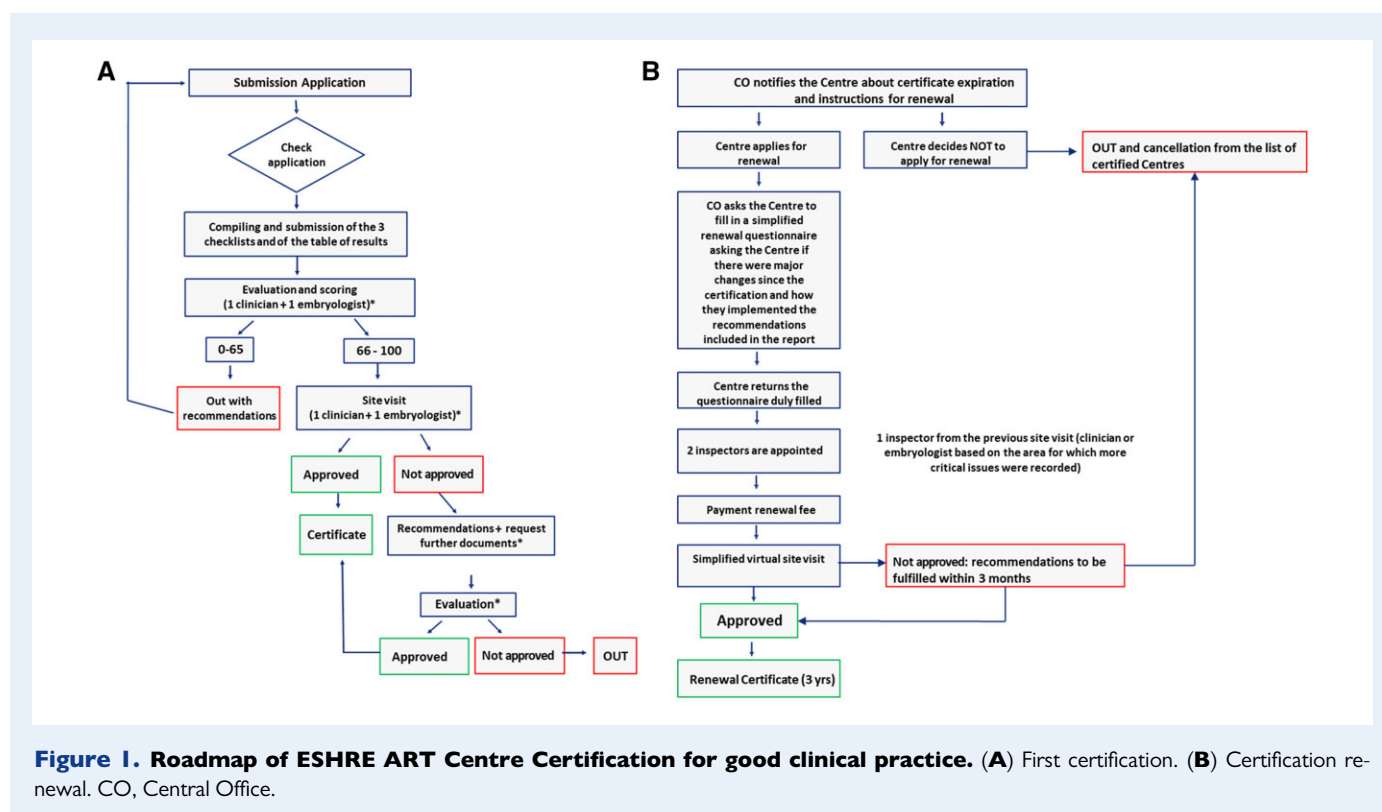 A
Submission Application
Check
application
Compiling and submission of the 3
checklists and of the table of results
Evaluation and scoring
(1 clinician + 1 embryologist)*
0-65
66 - 100
Out with
recommendations
Site visit
(1 clinician + 1 embryologist)*
Approved
Not approved
Certificate
Recommendations + request
further documents*
Evaluation*
Approved
Not approved
OUT
B
CO notifies the Centre about certificate expiration
and instructions for renewal
Centre applies for
renewal
Centre decides NOT to
apply for renewal
OUT and cancellation from the list of
certified Centres
CO asks the Centre to
fill in a simplified
renewal questionnaire
asking the Centre if
there were major
changes since the
certification and how
they implemented the
recommendations
included in the report
Centre returns the
questionnaire duly filled
2 inspectors are appointed
1 inspector from the previous site visit (clinician or
embryologist based on the area for which more
critical issues were recorded)
Payment renewal fee
Simplified virtual site visit
Not approved: recommendations to be
fulfilled within 3 months
Approved
Renewal Certificate (3 yrs)
Figure 1. Roadmap of ESHRE ART Centre Certification for good clinical practice. (A) First certification. (B) Certification re-
newal. CO, Central Office.